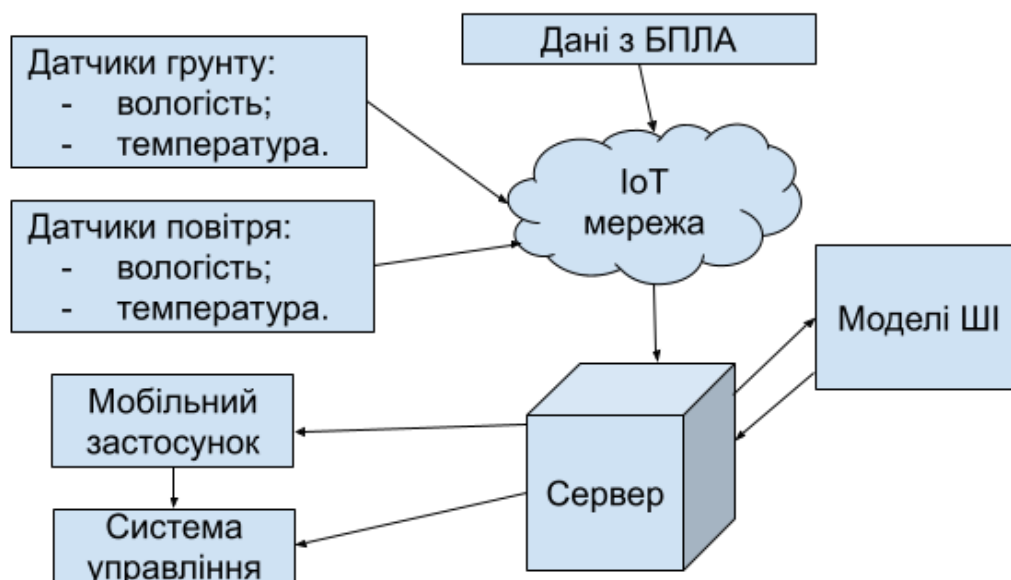 Дані з БПЛА
Датчики грунту:
- вологість;
- температура.
IoT
мережа
Датчики повітря:
- вологість;
- температура.
Моделі ШІ
Мобільний
застосунок
Сервер
Система
управління